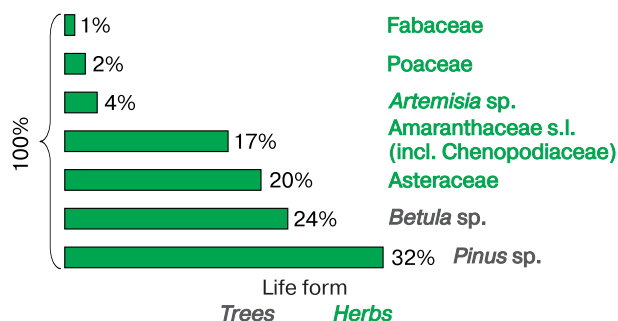 1% Fabaceae
2% Poaceae
4% Artemisia sp.
17% Amaranthaceae s.l.
(incl. Chenopodiaceae)
20% Asteraceae
24% Betula sp.
32% Pinus sp.
100%
Life form
Trees Herbs